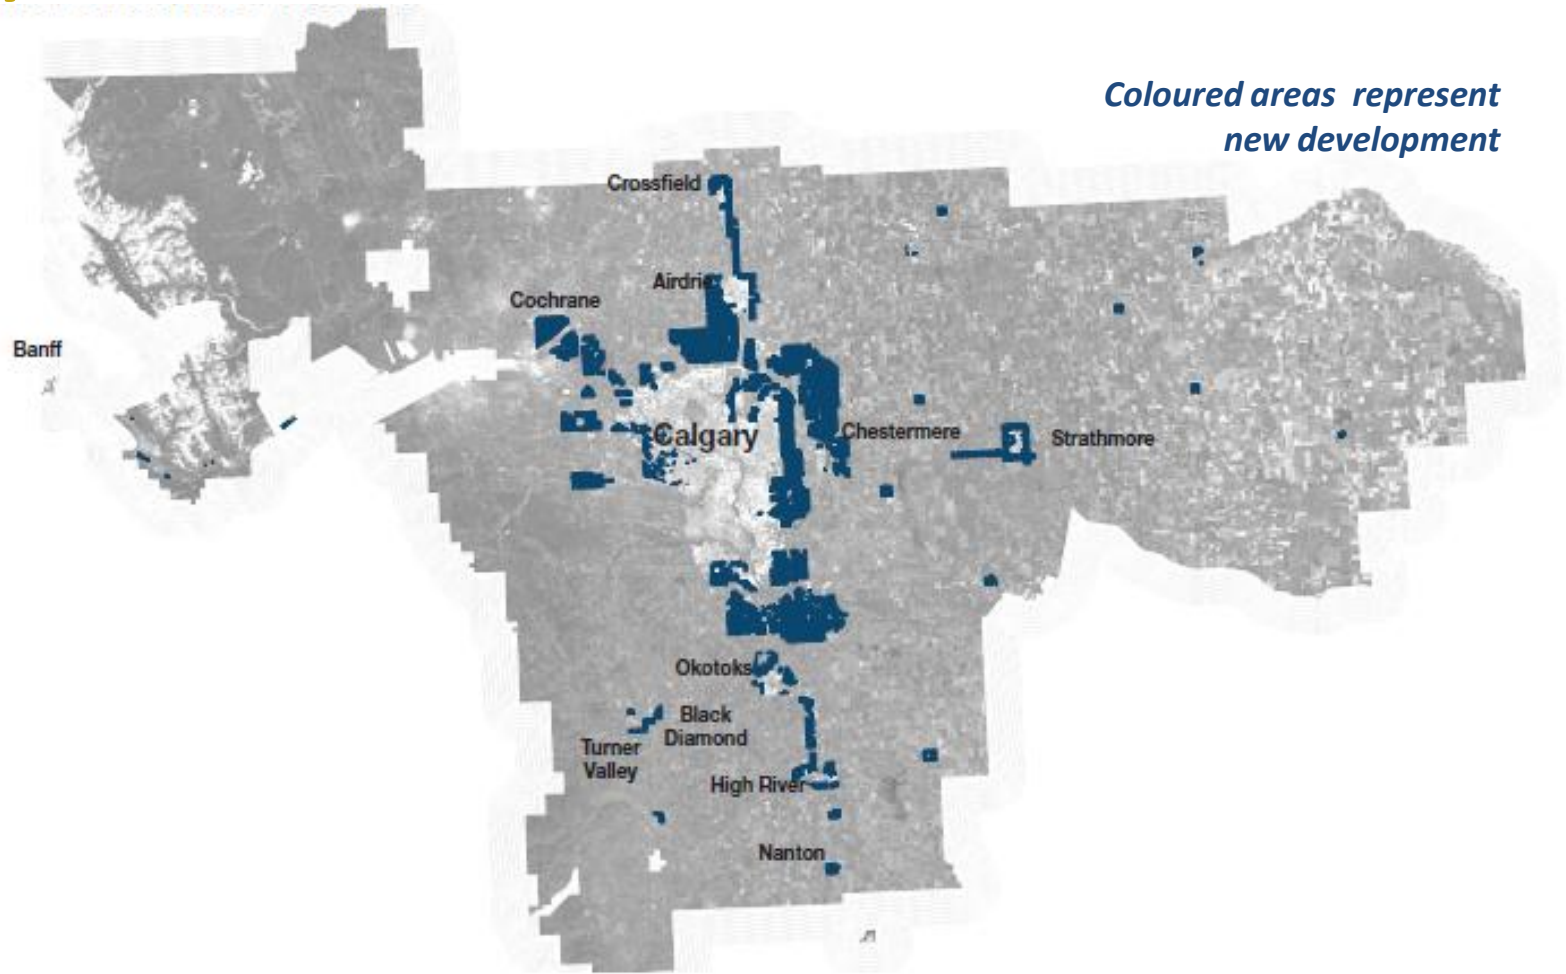 Coloured areas represent
new development
Crossfield
Airdrie
Cochrane
Banff
Calgary
Chestermere
Strathmore
Okotoks
Black
Diamond
Turner
Valley
High River
Nanton